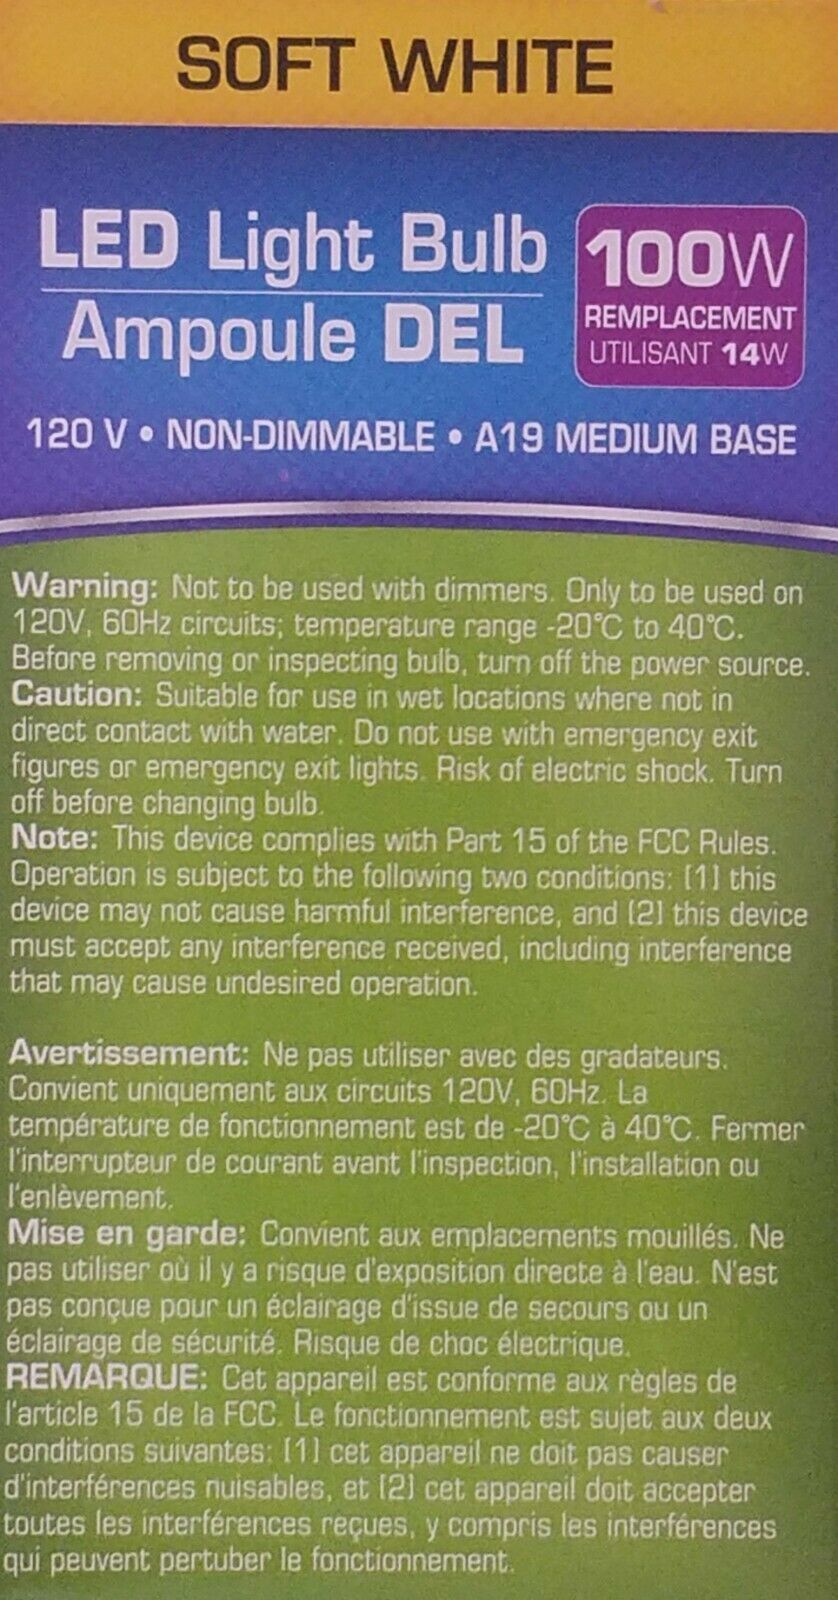 SOFT WHITE
LED Light Bulb
Ampoule DEL
100W
REMPLACEMENT
UTILISANT 14W
120 V • NON-DIMMABLE • A19 MEDIUM BASE
Warning: Not to be used with dimmers. Only to be used on
120V, 60Hz circuits; temperature range -20°C to 40°C.
Before removing or inspecting bulb, turn off the power source.
Caution: Suitable for use in wet locations where not in
direct contact with water. Do not use with emergency exit
figures or emergency exit lights. Risk of electric shock. Turn
off before changing bulb.
Note: This device complies with Part 15 of the FCC Rules.
Operation is subject to the following two conditions: (1) this
device may not cause harmful interference, and (2) this device
must accept any interference received, including interference
that may cause undesired operation.
Avertissement: Ne pas utiliser avec des gradateurs.
Convient uniquement aux circuits 120V, 60Hz. La
température de fonctionnement est de -20°C à 40°C. Fermer
l'interrupteur de courant avant l'inspection, l'installation ou
l'enlèvement.
Mise en garde: Convient aux emplacements mouillés. Ne
pas utiliser où il y a risque d'exposition directe à l'eau. N'est
pas conçue pour un éclairage d'issue de secours ou un
éclairage de sécurité. Risque de choc électrique.
REMARQUE: Cet appareil est conforme aux règles de
l'article 15 de la FCC. Le fonctionnement est sujet aux deux
conditions suivantes: (1) cet appareil ne doit pas causer
d'interférences nuisables, et (2) cet appareil doit accepter
toutes les interférences reçues, y compris les interférences
qui peuvent pertuber le fonctionnement.